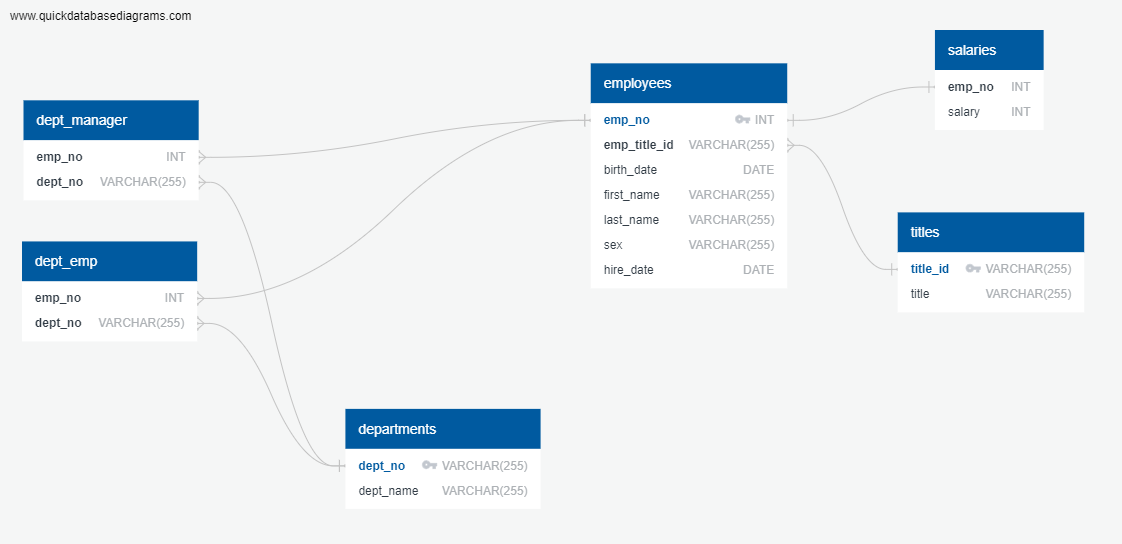 www.quickdatabasediagrams.com
dept_manager
emp_no INT
dept_no VARCHAR(255)
dept_emp
emp_no INT
dept_no VARCHAR(255)
departments
dept_no VARCHAR(255)
dept_name VARCHAR(255)
employees
emp_no INT
emp_title_id VARCHAR(255)
birth_date DATE
first_name VARCHAR(255)
last_name VARCHAR(255)
sex VARCHAR(255)
hire_date DATE
salaries
emp_no INT
salary INT
titles
title_id VARCHAR(255)
title VARCHAR(255)